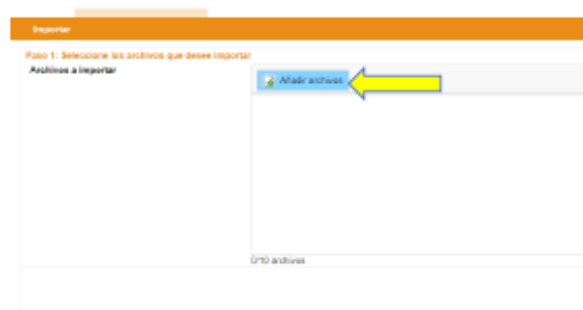 Importar
Paso 1: Seleccione los archivos que desee importar
Archivos a importar
Añadir archivos
0/10 archivos